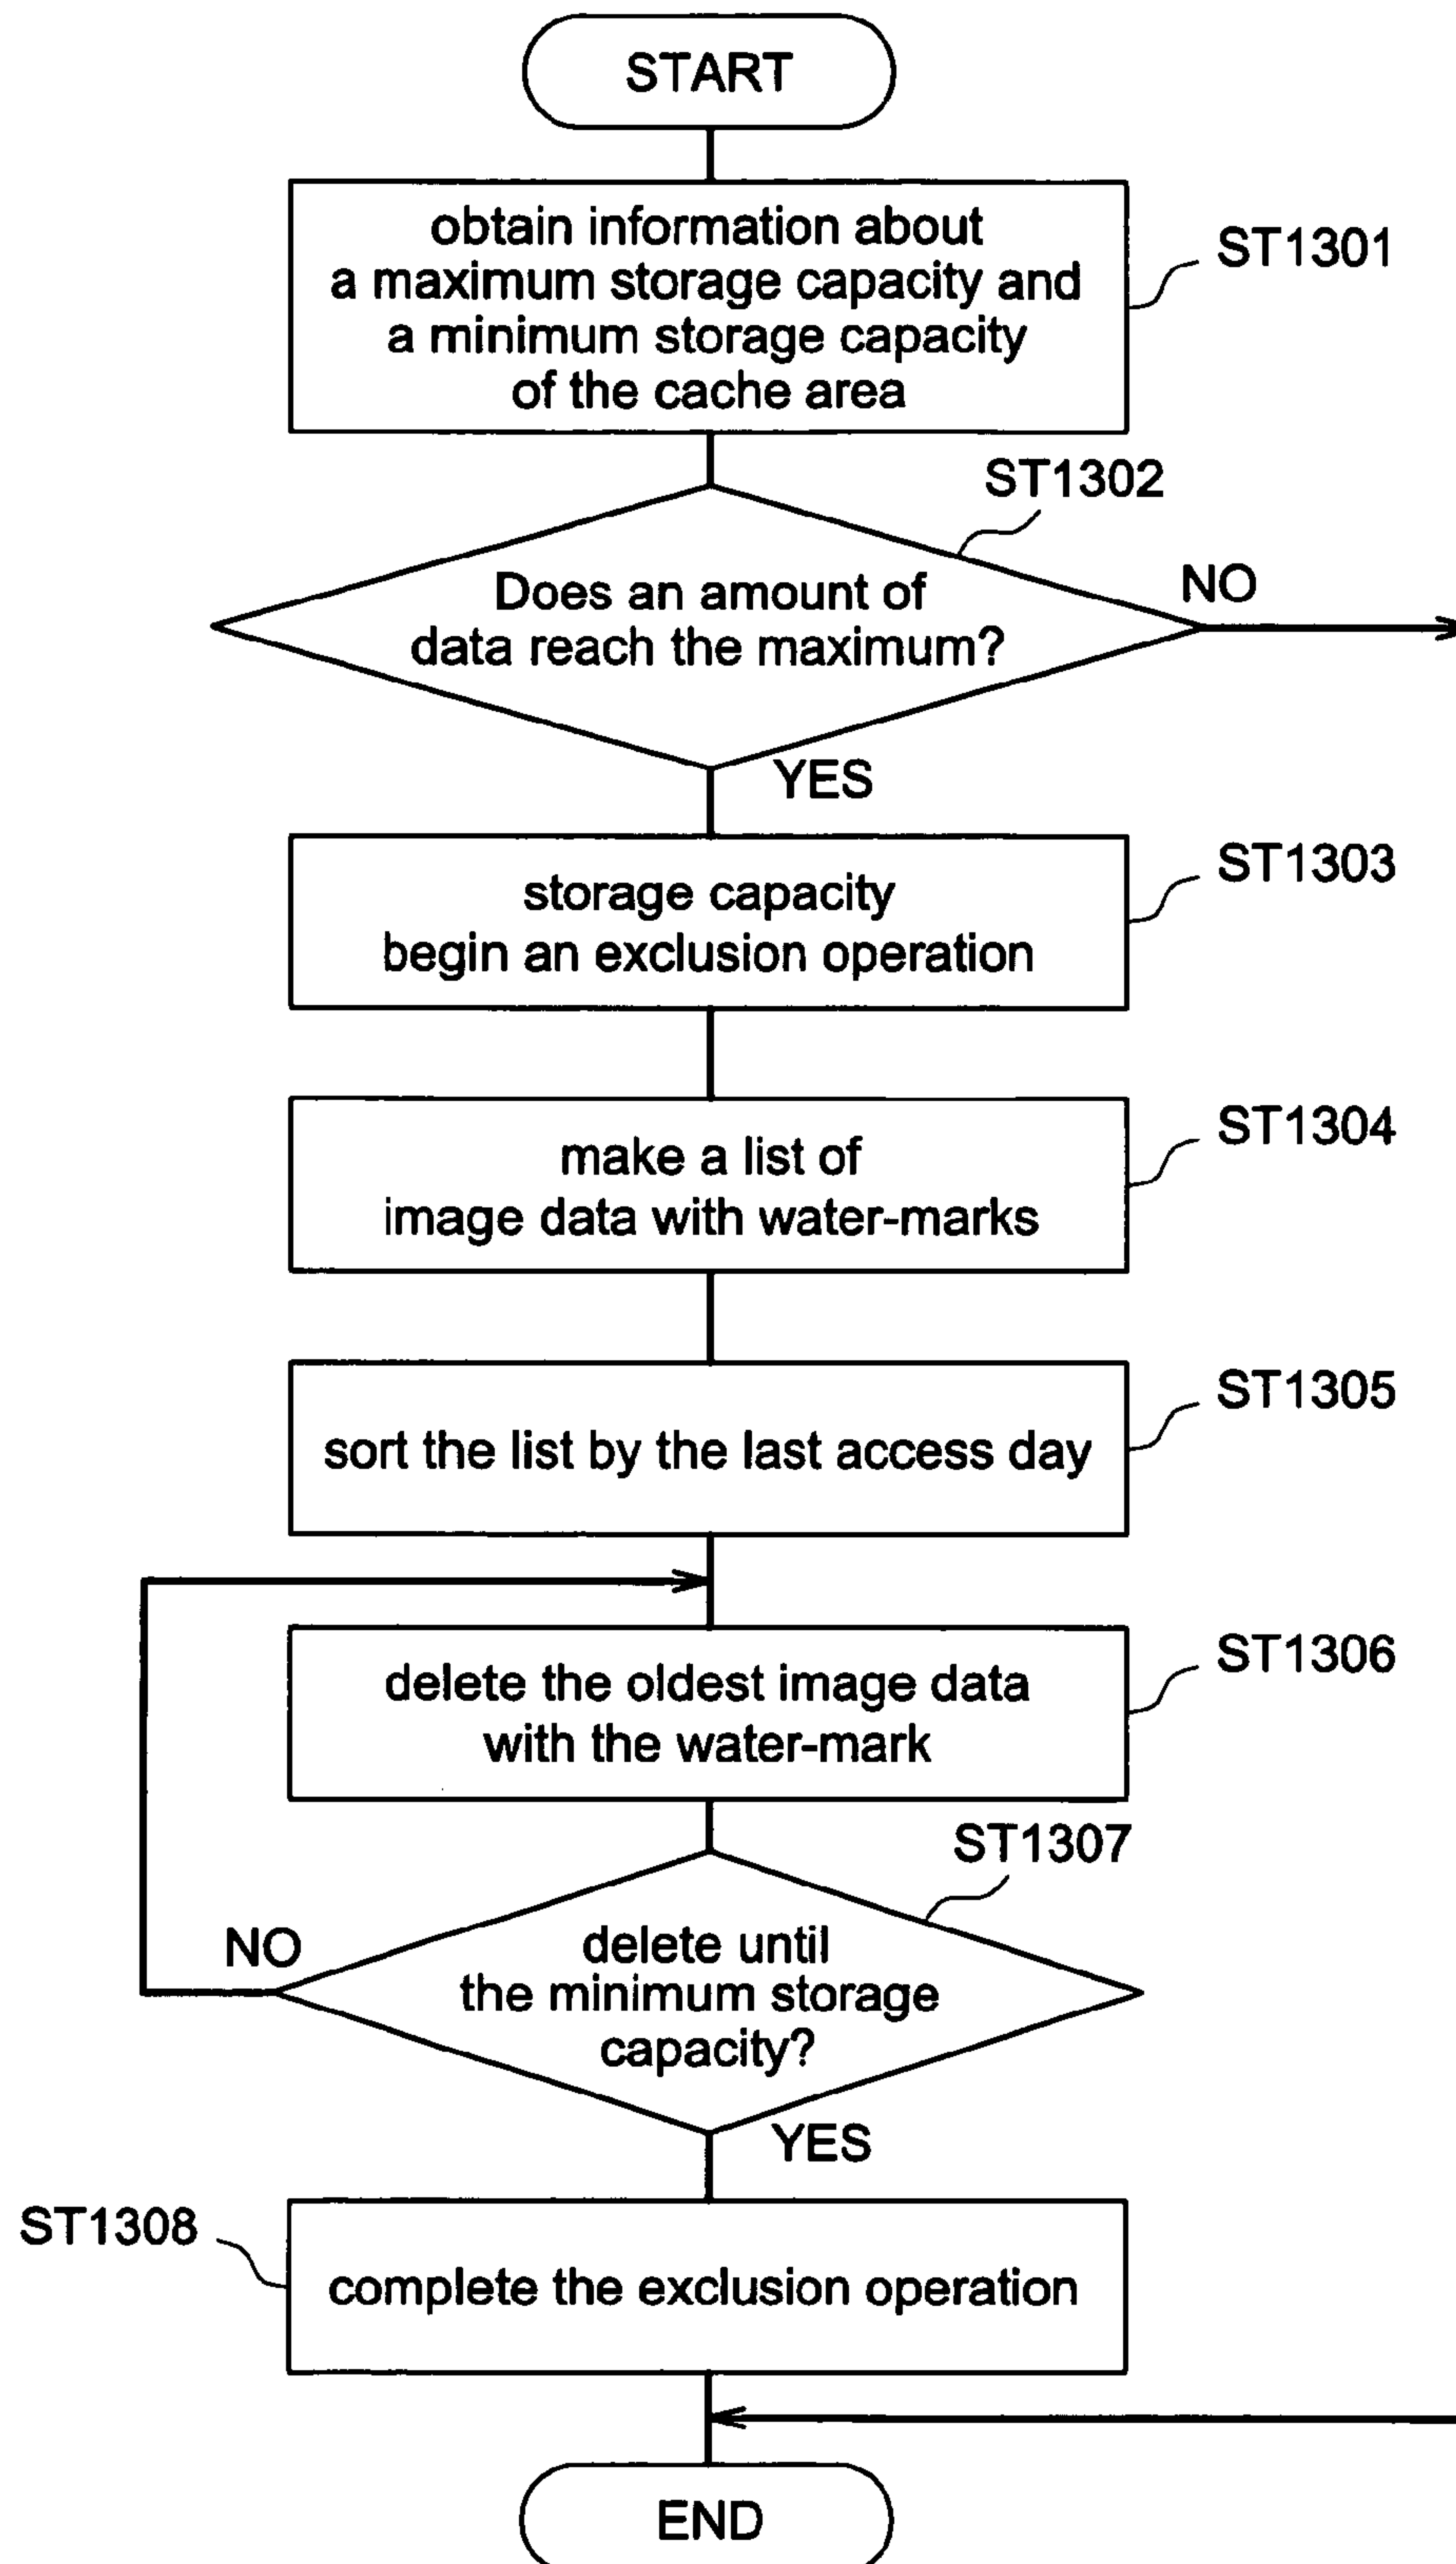 START
obtain information about
a maximum storage capacity and
a minimum storage capacity
of the cache area
ST1301
ST1302
Does an amount of
data reach the maximum?
NO
YES
storage capacity
begin an exclusion operation
ST1303
make a list of
image data with water-marks
ST1304
sort the list by the last access day
ST1305
delete the oldest image data
with the water-mark
ST1306
ST1307
delete until
the minimum storage
capacity?
NO
YES
ST1308
complete the exclusion operation
END